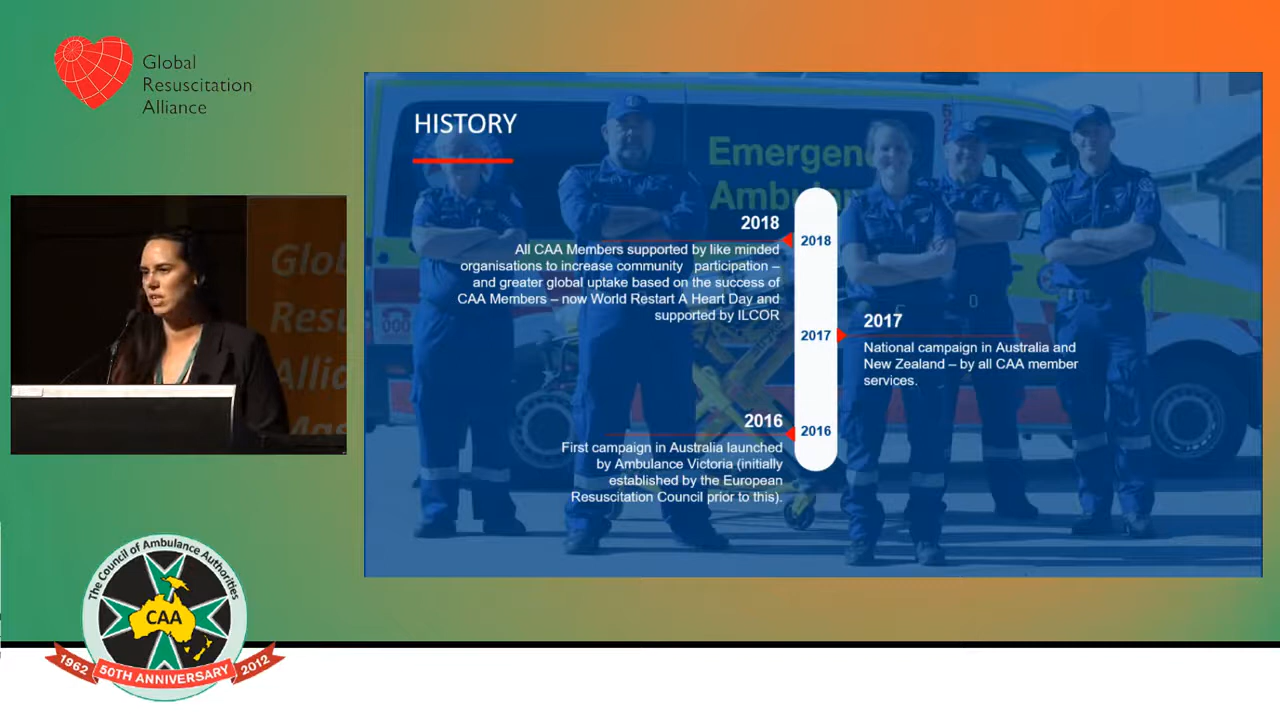 Global
Resuscitation
Alliance
HISTORY
Emergen
2018
All CAA Members supported by like minded
organisations to increase community participation –
and greater global uptake based on the success of
CAA Members – now World Restart A Heart Day and
supported by ILCOR
2018
2017
2017
National campaign in Australia and
New Zealand – by all CAA member
services.
2016
First campaign in Australia launched
by Ambulance Victoria (initially
established by the European
Resuscitation Council prior to this).
2016
The Council of Ambulance Authorities
CAA
1962 50TH ANNIVERSARY 2012